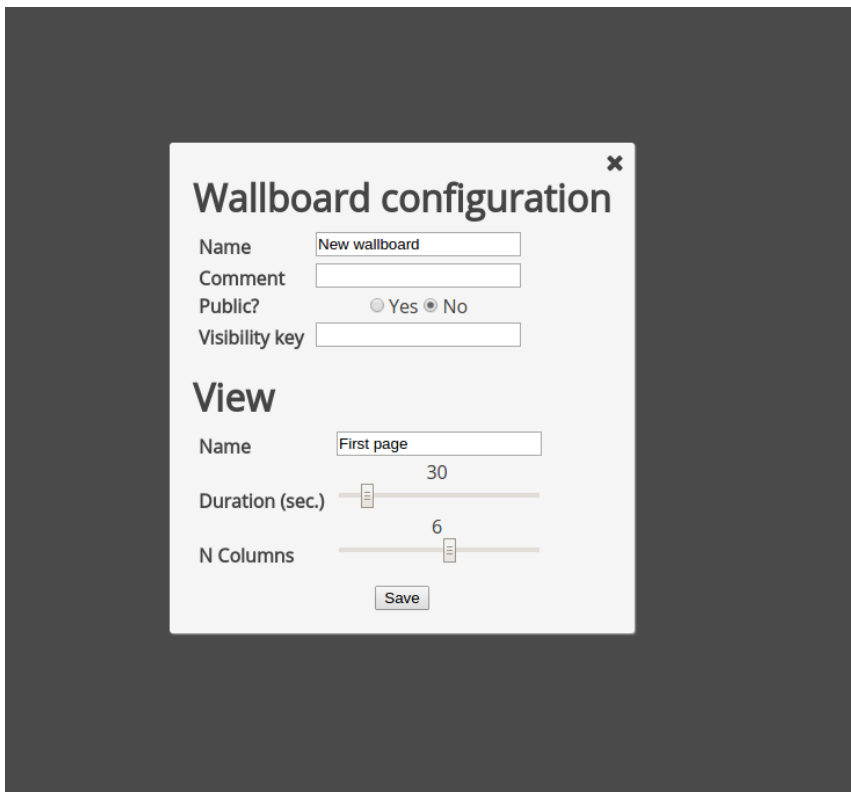 Wallboard configuration
Name New wallboard
Comment
Public? Yes No
Visibility key
View
Name First page
30
Duration (sec.)
6
N Columns
Save